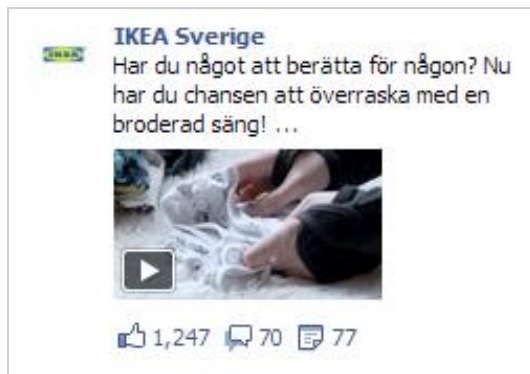 IKEA
IKEA Sverige
Har du något att berätta för någon? Nu
har du chansen att överraska med en
broderad säng! ...
1,247 70 77